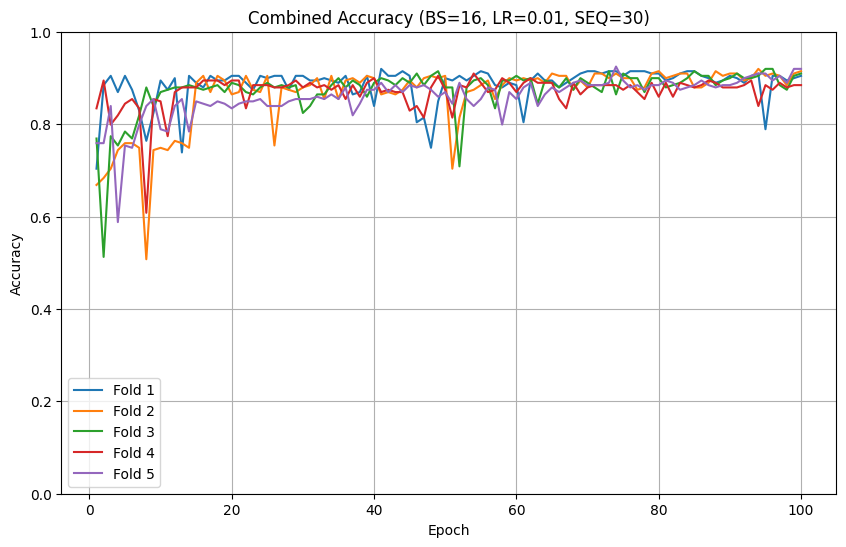 Combined Accuracy (BS=16, LR=0.01, SEQ=30)
1.0
0.8
0.6
0.4
0.2
0.0
Accuracy
Fold 1
Fold 2
Fold 3
Fold 4
Fold 5
0 20 40 60 80 100
Epoch